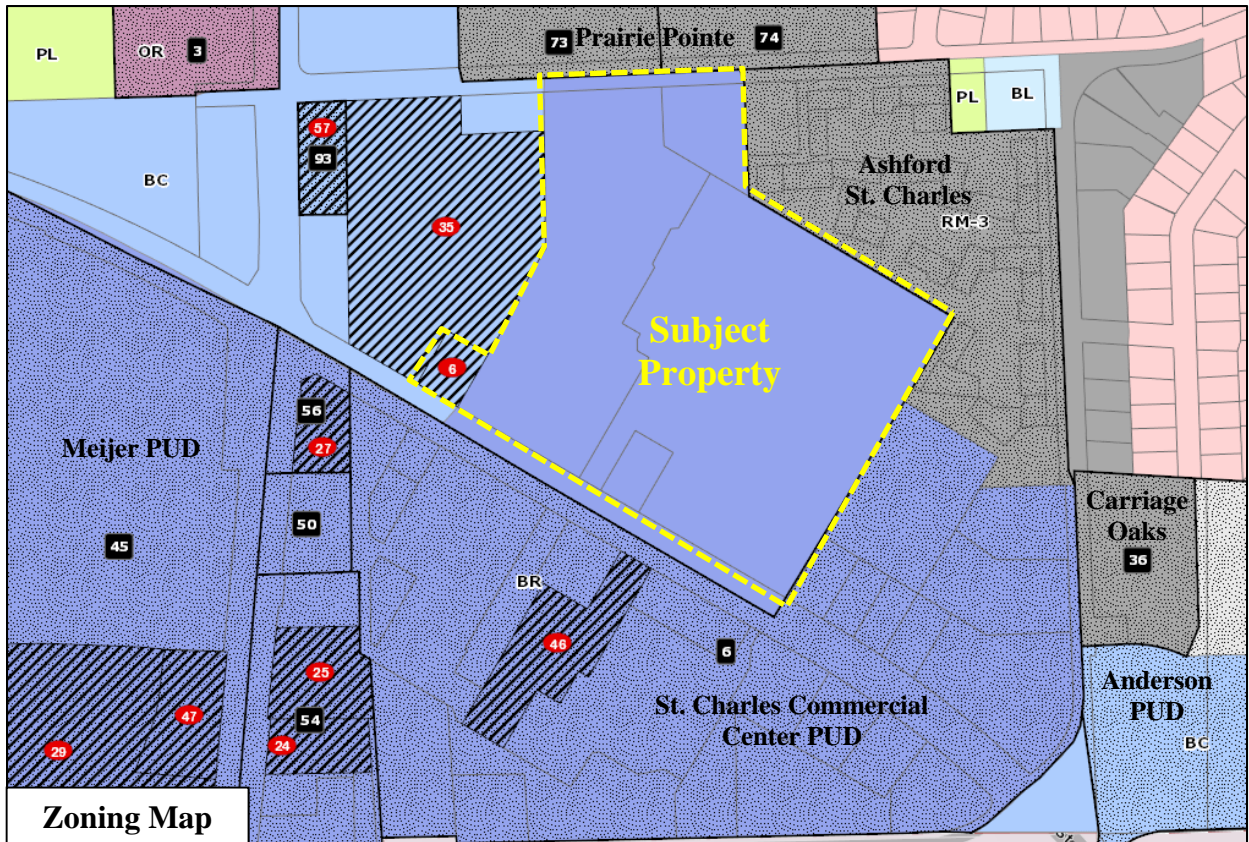 PL
OR
3
73
Prairie Pointe
74
PL
BL
57
93
BC
Ashford
St. Charles
RM-3
35
Subject
Property
6
56
27
Meijer PUD
50
45
Carriage
Oaks
36
BR
46
6
25
54
24
47
29
St. Charles Commercial
Center PUD
Anderson
PUD
BC
Zoning Map